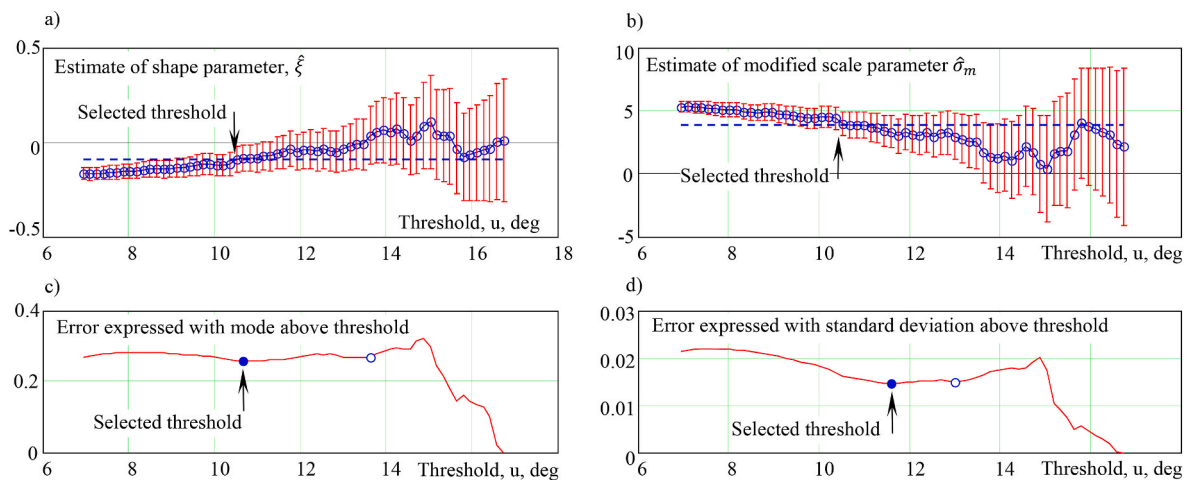 a)
0.5
Estimate of shape parameter, ξ̂
Selected threshold
0
-0.5
Threshold, u, deg
6 8 10 12 14 16 18
b)
10
Estimate of modified scale parameter σ̂m
5
0
Selected threshold
-5
6 8 10 12 14 Threshold, u, deg 18
c)
0.4
Error expressed with mode above threshold
0.2
Selected threshold
0
6 8 10 12 14 Threshold, u, deg 18
d)
0.03
Error expressed with standard deviation above threshold
0.02
0.01
Selected threshold
0
6 8 10 12 14 Threshold, u, deg 18